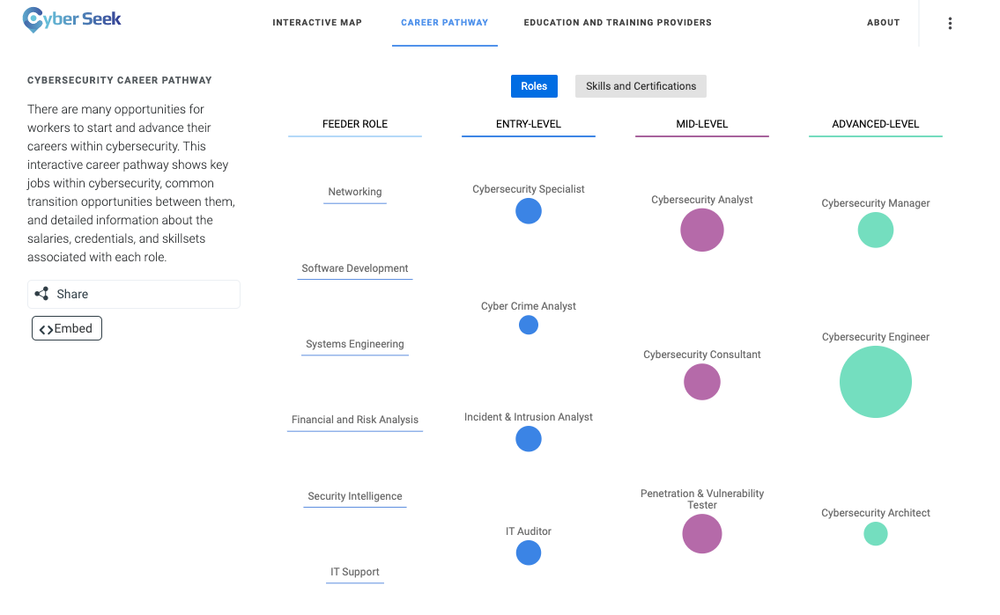 Cyber Seek
INTERACTIVE MAP
CAREER PATHWAY
EDUCATION AND TRAINING PROVIDERS
ABOUT
CYBERSECURITY CAREER PATHWAY
There are many opportunities for
workers to start and advance their
careers within cybersecurity. This
interactive career pathway shows key
jobs within cybersecurity, common
transition opportunities between them,
and detailed information about the
salaries, credentials, and skillsets
associated with each role.
Share
Embed
Roles
Skills and Certifications
FEEDER ROLE
Networking
Software Development
Systems Engineering
Financial and Risk Analysis
Security Intelligence
IT Support
ENTRY-LEVEL
Cybersecurity Specialist
Cyber Crime Analyst
Incident & Intrusion Analyst
IT Auditor
MID-LEVEL
Cybersecurity Analyst
Cybersecurity Consultant
Penetration & Vulnerability
Tester
ADVANCED-LEVEL
Cybersecurity Manager
Cybersecurity Engineer
Cybersecurity Architect